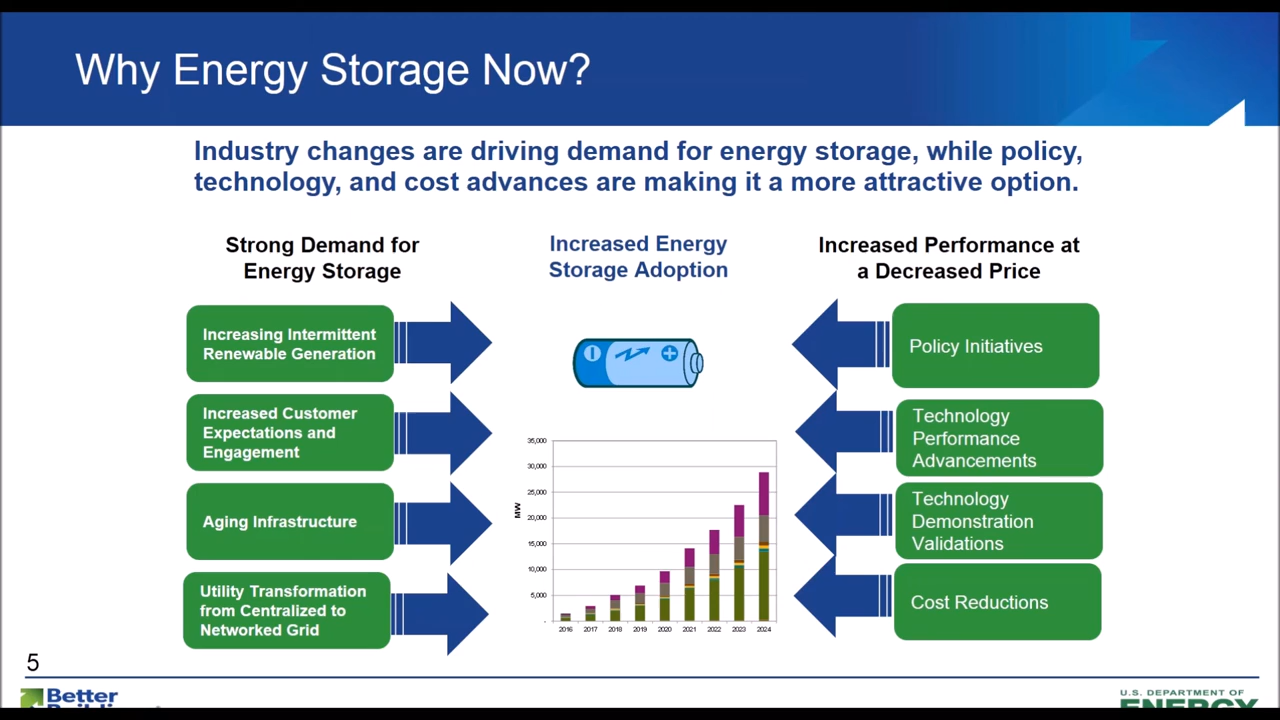 Why Energy Storage Now?
Industry changes are driving demand for energy storage, while policy,
technology, and cost advances are making it a more attractive option.
Strong Demand for
Energy Storage
Increasing Intermittent
Renewable Generation
Increased Customer
Expectations and
Engagement
Aging Infrastructure
Utility Transformation
from Centralized to
Networked Grid
Increased Energy
Storage Adoption
35,000
30,000
25,000
20,000
15,000
10,000
5,000
-
MW
2016 2017 2018 2019 2020 2021 2022 2023 2024
Increased Performance at
a Decreased Price
Policy Initiatives
Technology
Performance
Advancements
Technology
Demonstration
Validations
Cost Reductions
5
Better
U.S. DEPARTMENT OF
ENERGY